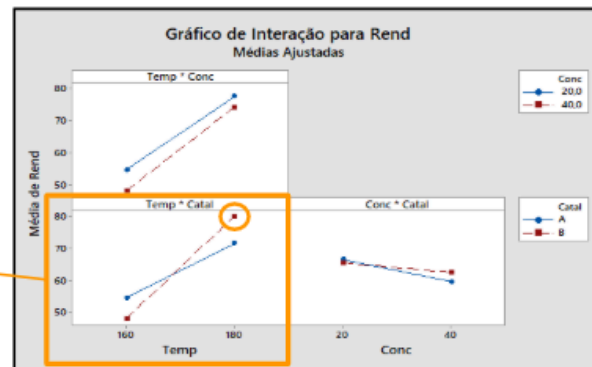 Gráfico de Interação para Rend
Médias Ajustadas
Temp * Conc
80
70
60
50
Conc
20,0
40,0
Média de Rend
Temp * Catal
Conc * Catal
80
70
60
50
Catal
A
B
160
180
20
40
Temp
Conc